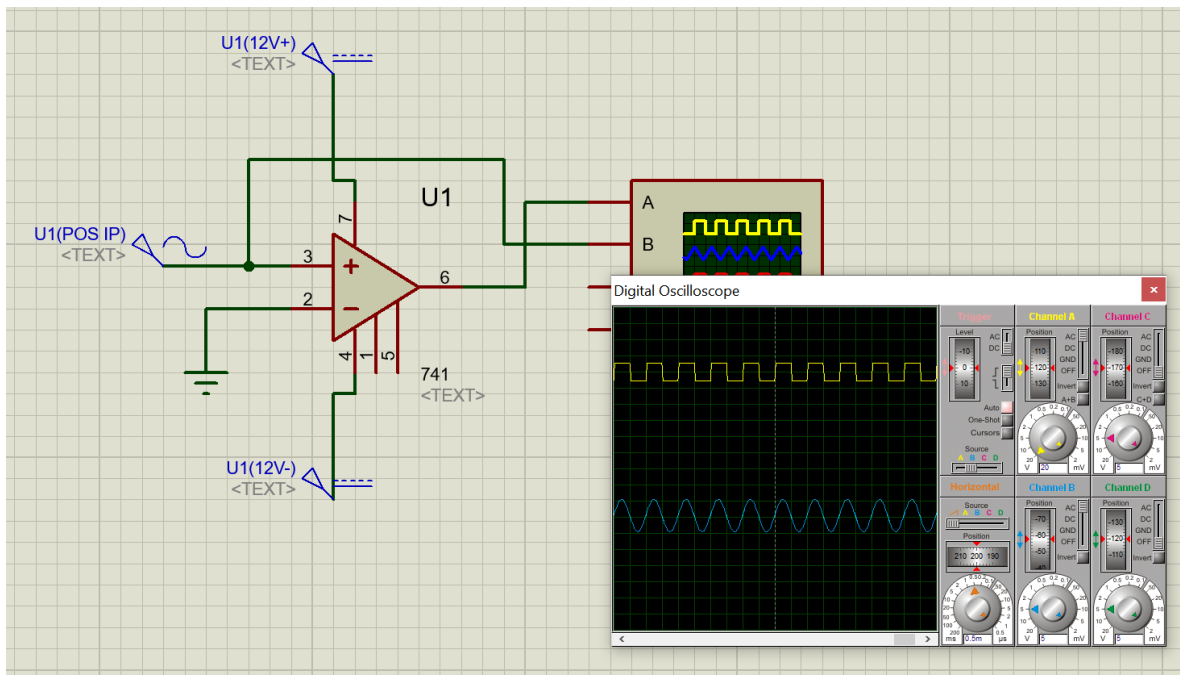 U1(12V+)
<TEXT>
U1
7
A
B
U1(POS IP)
<TEXT>
3
6
2
4
1
5
741
<TEXT>
U1(12V-)
<TEXT>
Digital Oscilloscope
Trigger
Level
AC
DC
-10
0
10
Auto
One-Shot
Cursors
Source
A B C D
Channel A
Position
AC
DC
GND
OFF
Invert
A+B
110
-120
130
V
20
mV
Channel C
Position
AC
DC
GND
OFF
Invert
C+D
-180
-170
-160
V
5
mV
Horizontal
Source
A B C D
Position
210 200 190
ms
0.5m
µs
Channel B
Position
AC
DC
GND
OFF
Invert
-70
-60
-50
V
5
mV
Channel D
Position
AC
DC
GND
OFF
Invert
-130
-120
-110
V
5
mV